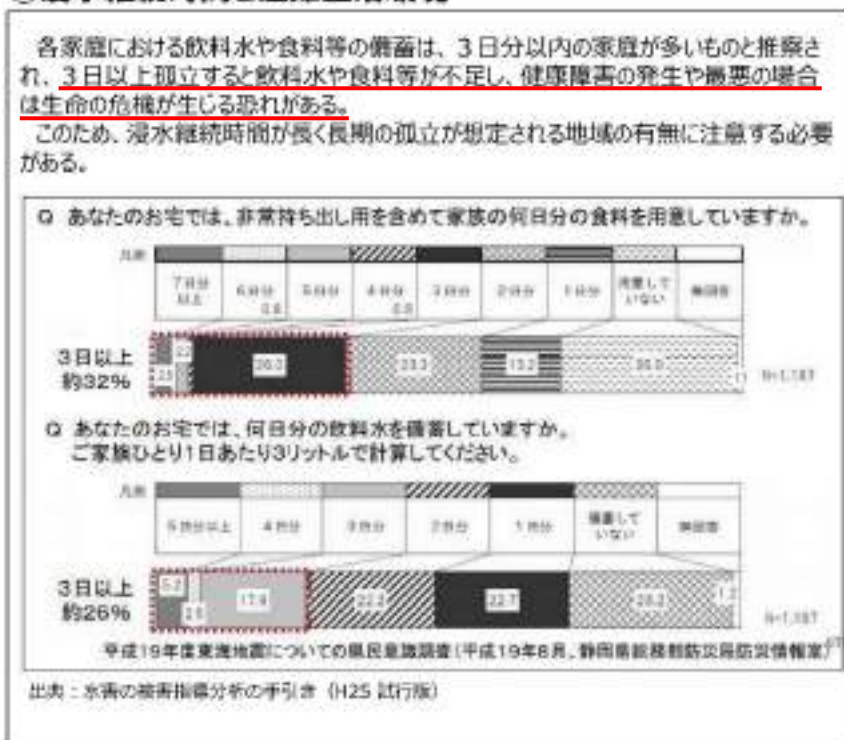 各家庭における飲料水や食料等の備蓄は、３日分以内の家庭が多いものと推察さ
れ、３日以上孤立すると飲料水や食料等が不足し、健康障害の発生や最悪の場合
は生命の危機が生じる恐れがある。
このため、浸水継続時間が長く長期の孤立が想定される地域の有無に注意する必要
がある。
Q あなたのお宅では、非常持ち出し用を含めて家族の何日分の食料を用意していますか。
凡例
7日分以上 6日分 5日分 4日分 3日分 2日分 1日分 用意していない 無回答
0.8
3日以上
約32%
26.0 13.2
N=1,187
Q あなたのお宅では、何日分の飲料水を備蓄していますか。
ご家族ひとり1日あたり3リットルで計算してください。
凡例
5日分以上 4日分 3日分 2日分 1日分 備蓄していない 無回答
3日以上
約26%
5.2 22.7 1.2
N=1,187
平成19年度東海地震についての県民意識調査（平成19年8月、静岡県総務部防災局防災情報室）
出典：水害の被害指標分析の手引き（H25 試行版）